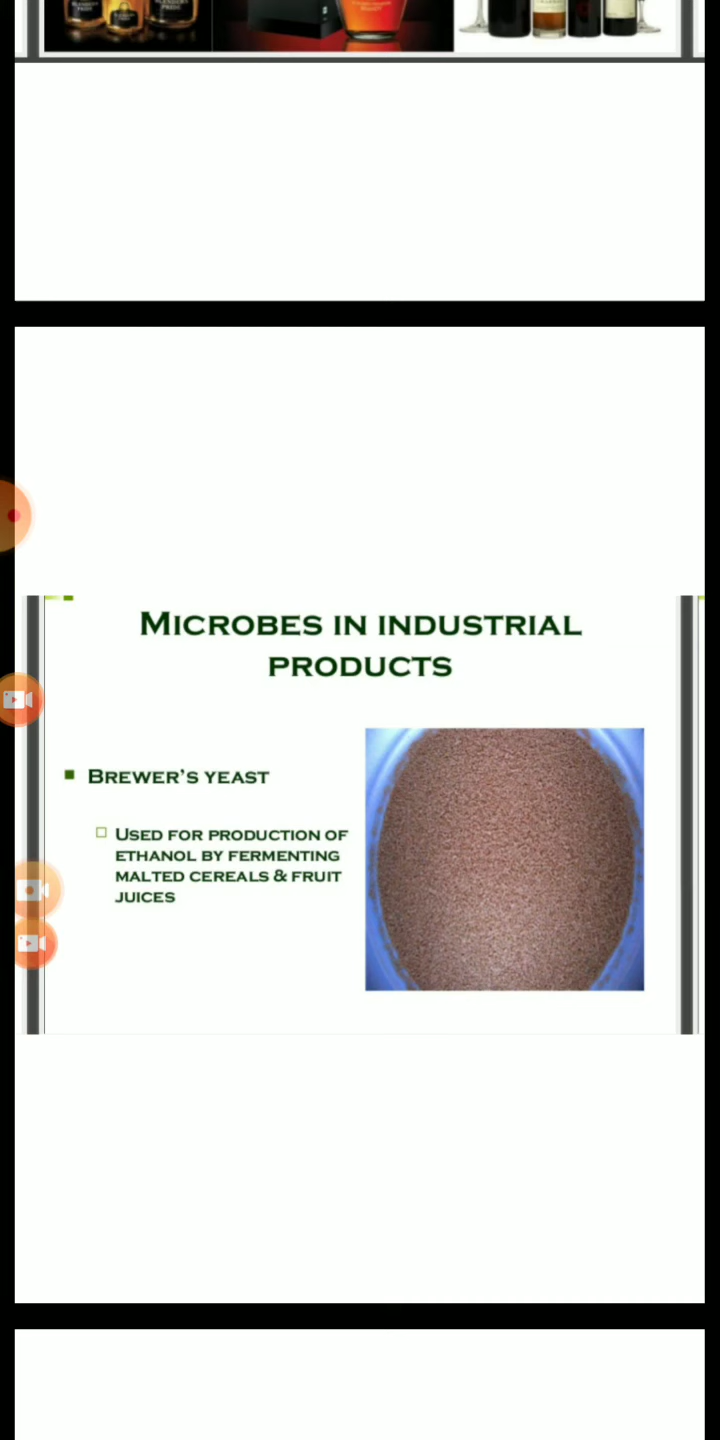 MICROBES IN INDUSTRIAL
PRODUCTS
BREWER'S YEAST
USED FOR PRODUCTION OF
ETHANOL BY FERMENTING
MALTED CEREALS & FRUIT
JUICES